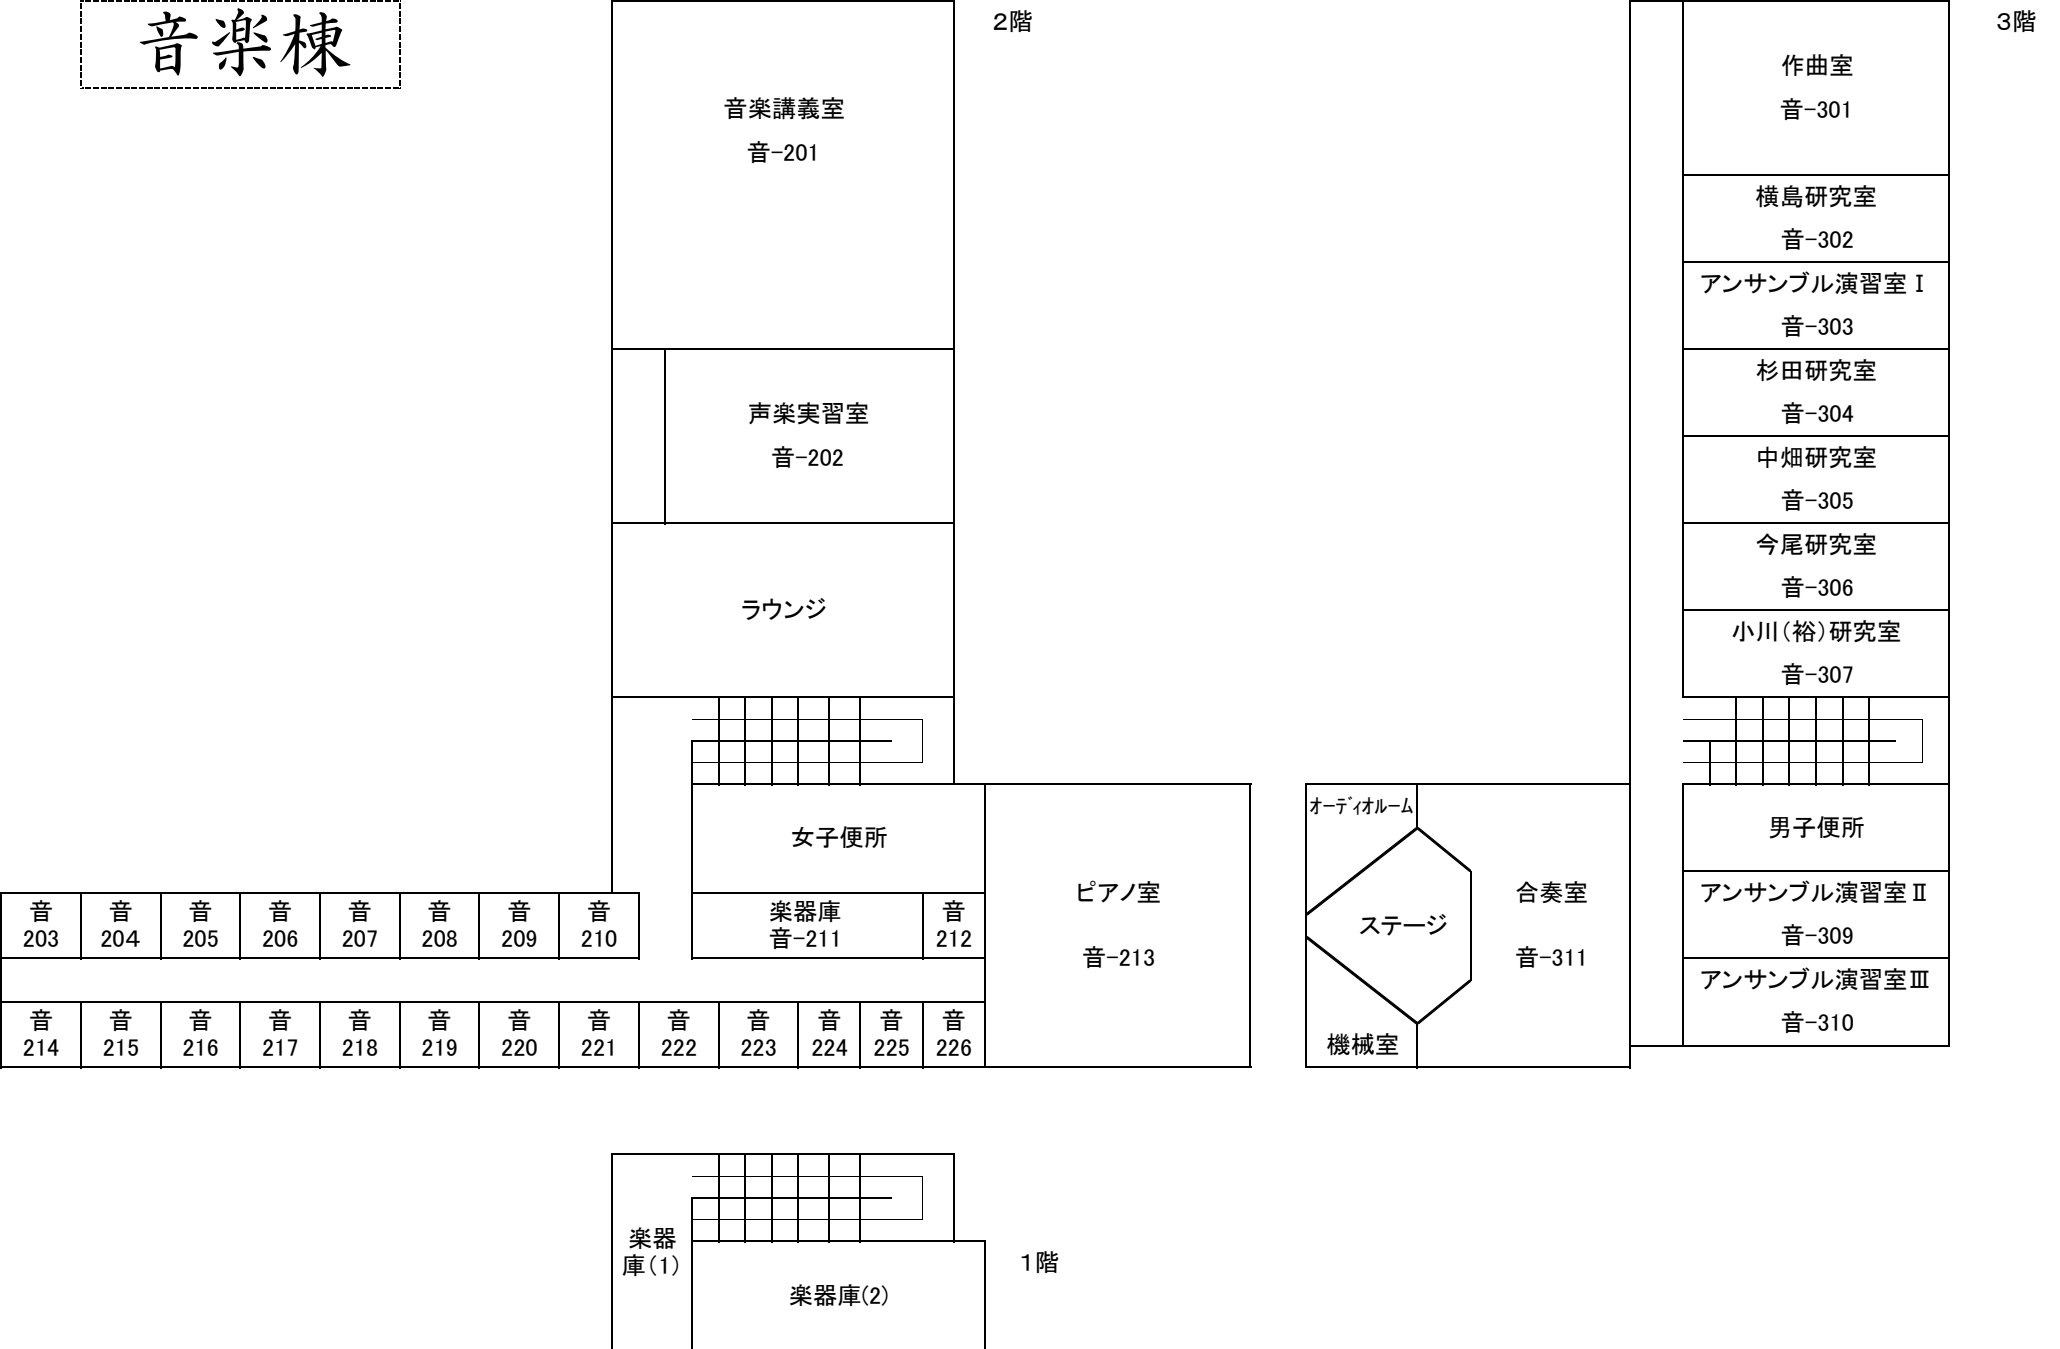 音楽棟
2階
音楽講義室
音-201
声楽実習室
音-202
ラウンジ
女子便所
楽器庫
音-211
音
212
ピアノ室
音-213
音
203
音
204
音
205
音
206
音
207
音
208
音
209
音
210
音
214
音
215
音
216
音
217
音
218
音
219
音
220
音
221
音
222
音
223
音
224
音
225
音
226
3階
作曲室
音-301
横島研究室
音-302
アンサンブル演習室Ⅰ
音-303
杉田研究室
音-304
中畑研究室
音-305
今尾研究室
音-306
小川(裕)研究室
音-307
男子便所
アンサンブル演習室Ⅱ
音-309
アンサンブル演習室Ⅲ
音-310
オーディオルーム
ステージ
合奏室
音-311
機械室
1階
楽器
庫(1)
楽器庫(2)